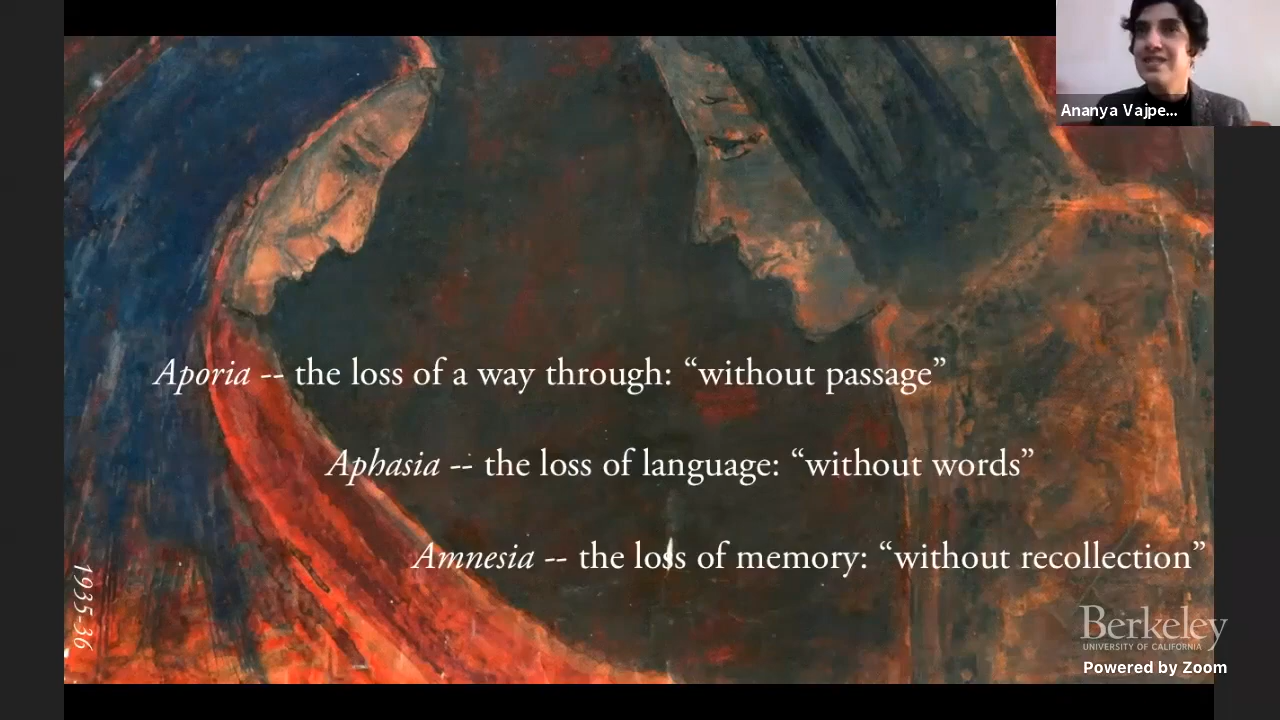 Ananya Vajpe...
Aporia -- the loss of a way through: “without passage”
Aphasia -- the loss of language: “without words”
Amnesia -- the loss of memory: “without recollection”
1935-36
Berkeley
UNIVERSITY OF CALIFORNIA
Powered by Zoom